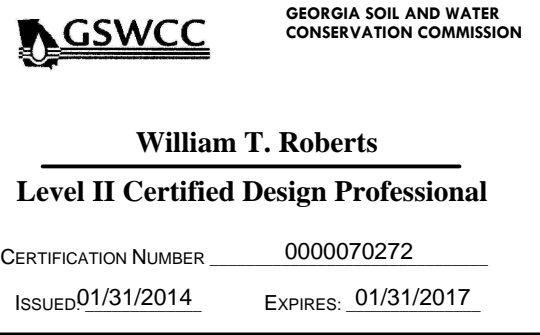 GSWCC
GEORGIA SOIL AND WATER
CONSERVATION COMMISSION
William T. Roberts
Level II Certified Design Professional
CERTIFICATION NUMBER 0000070272
ISSUED: 01/31/2014 EXPIRES: 01/31/2017